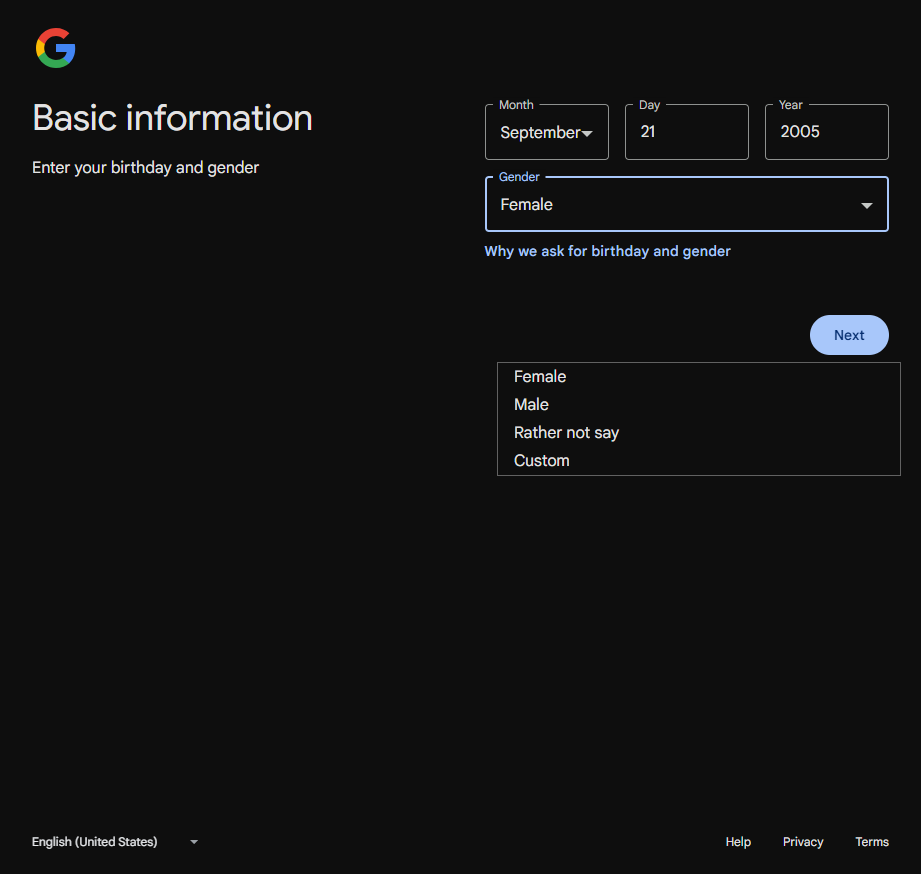 Basic information
Enter your birthday and gender
Month
Day
Year
September
21
2005
Gender
Female
Why we ask for birthday and gender
Next
Female
Male
Rather not say
Custom
English (United States)
Help
Privacy
Terms